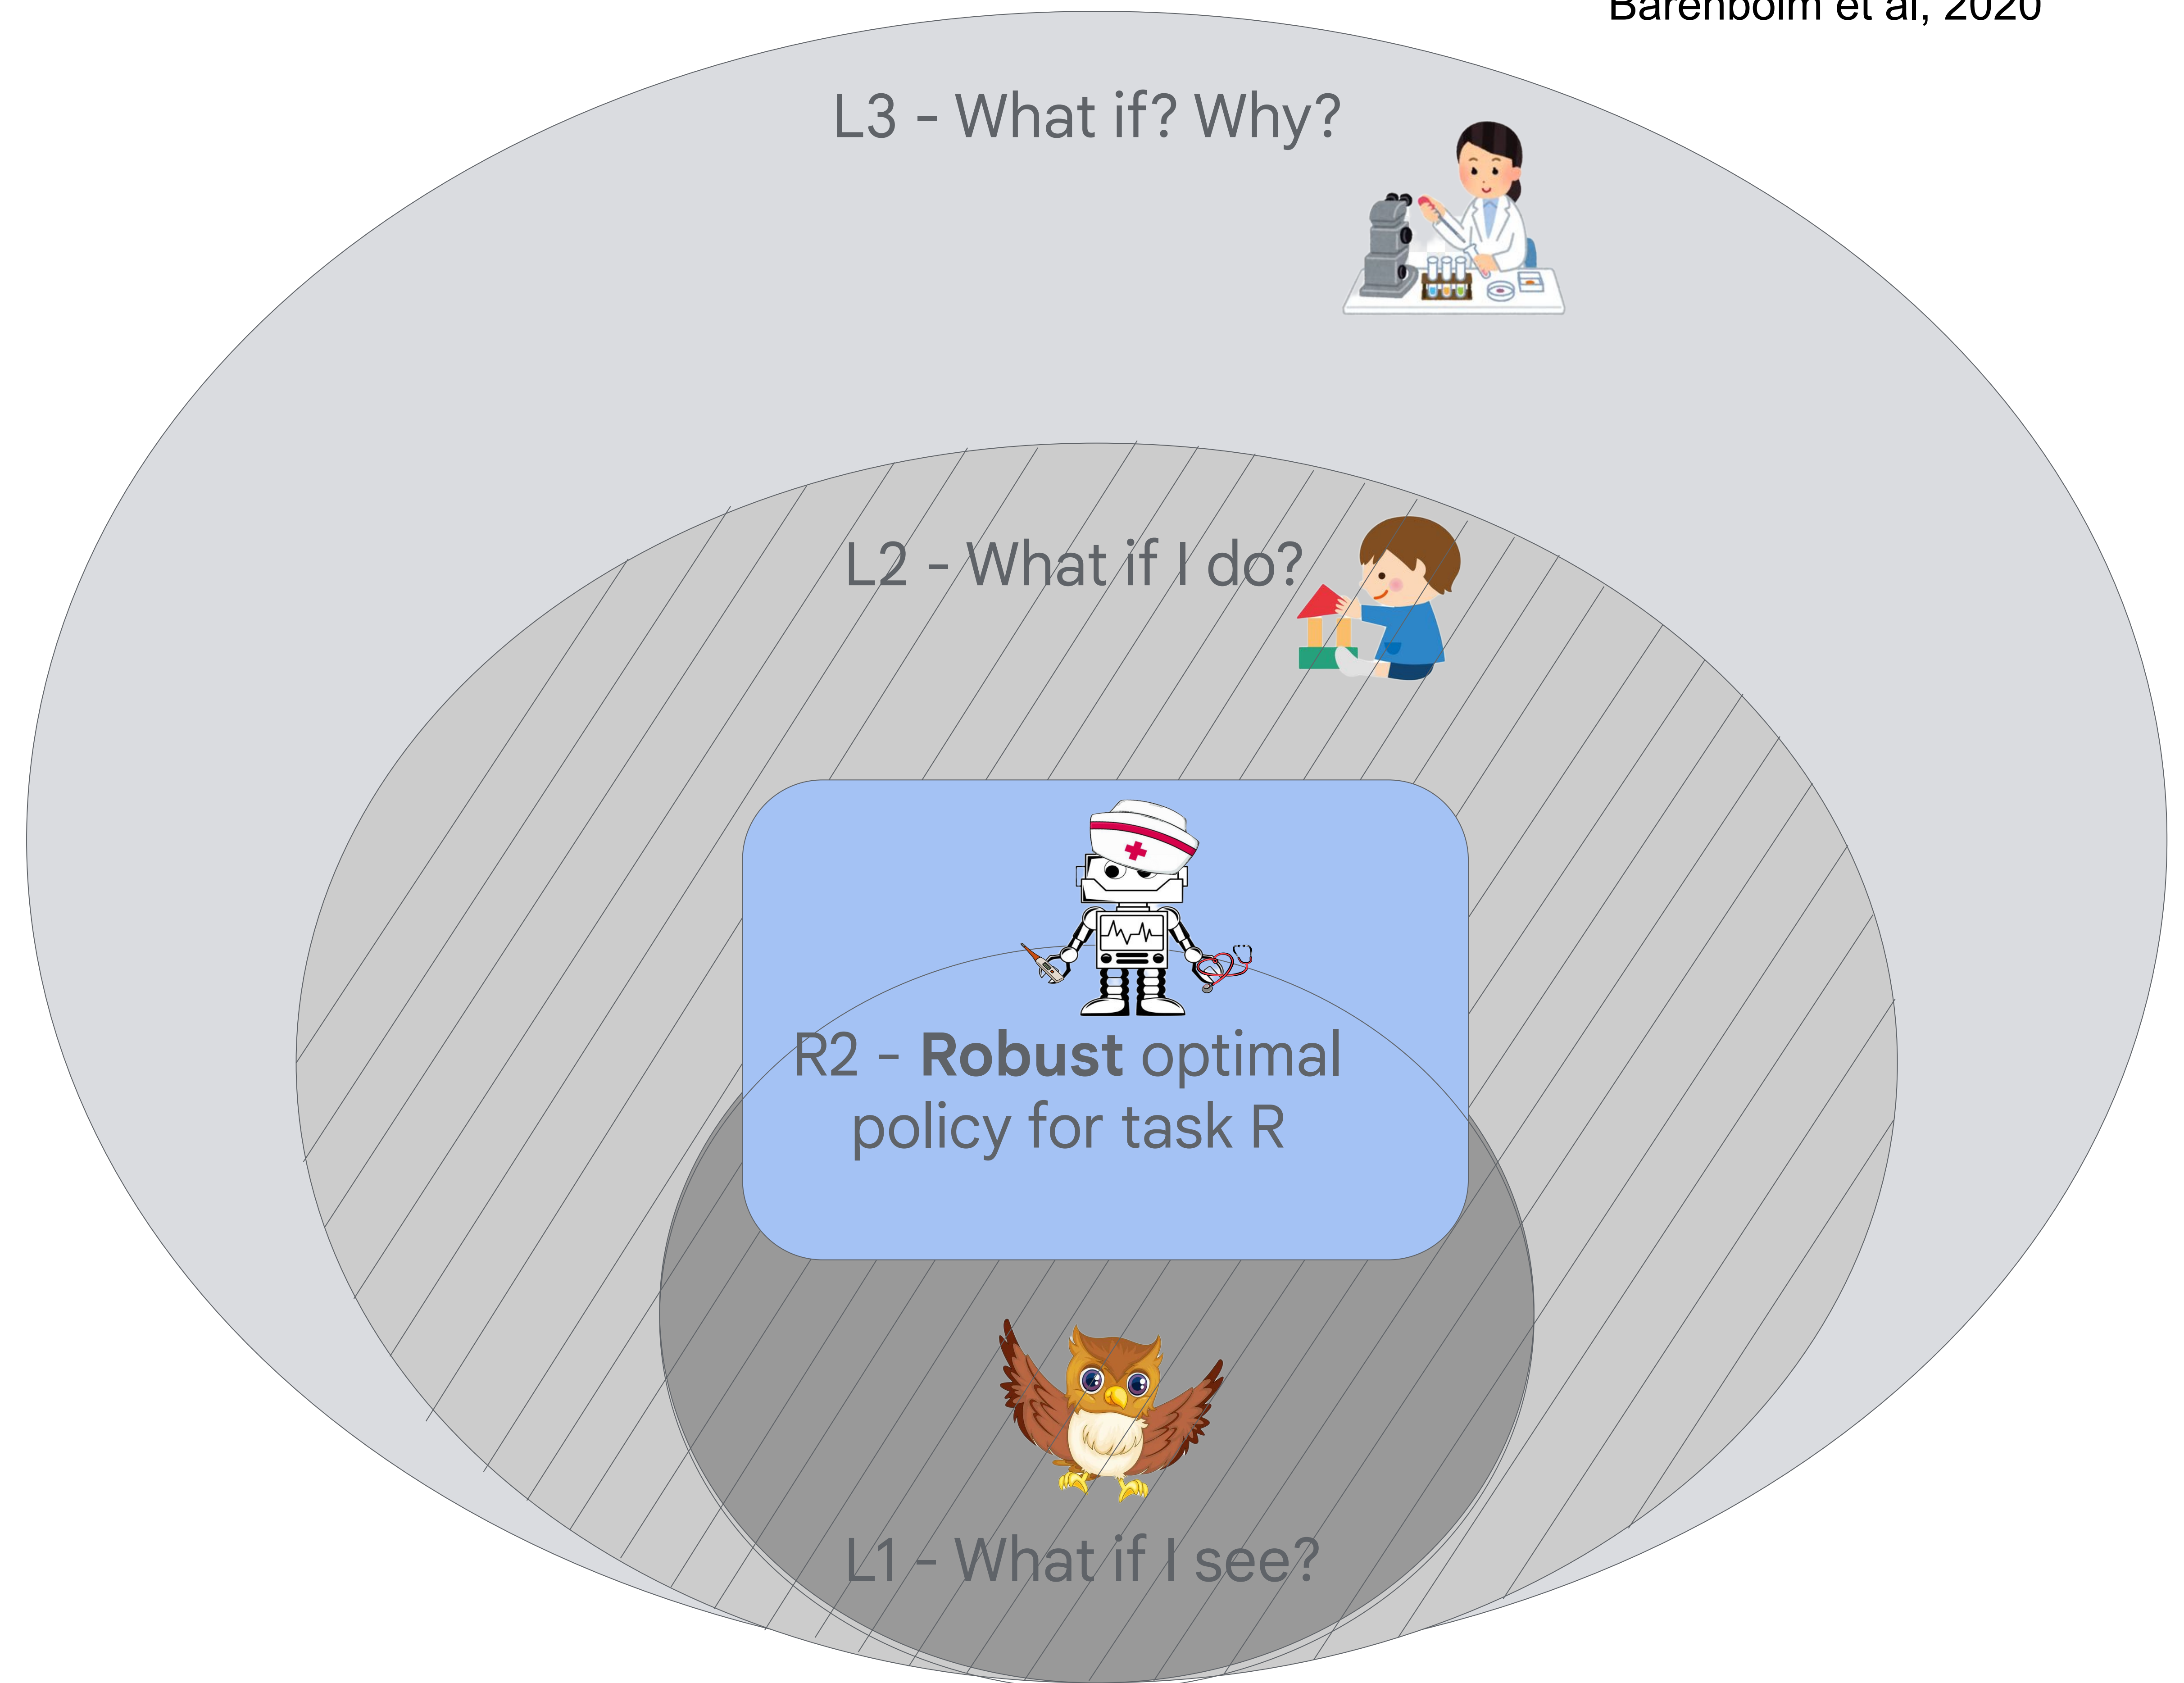 Barenboim et al, 2020
L3 - What if? Why?
L2 - What if I do?
R2 - Robust optimal
policy for task R
L1 - What if I see?